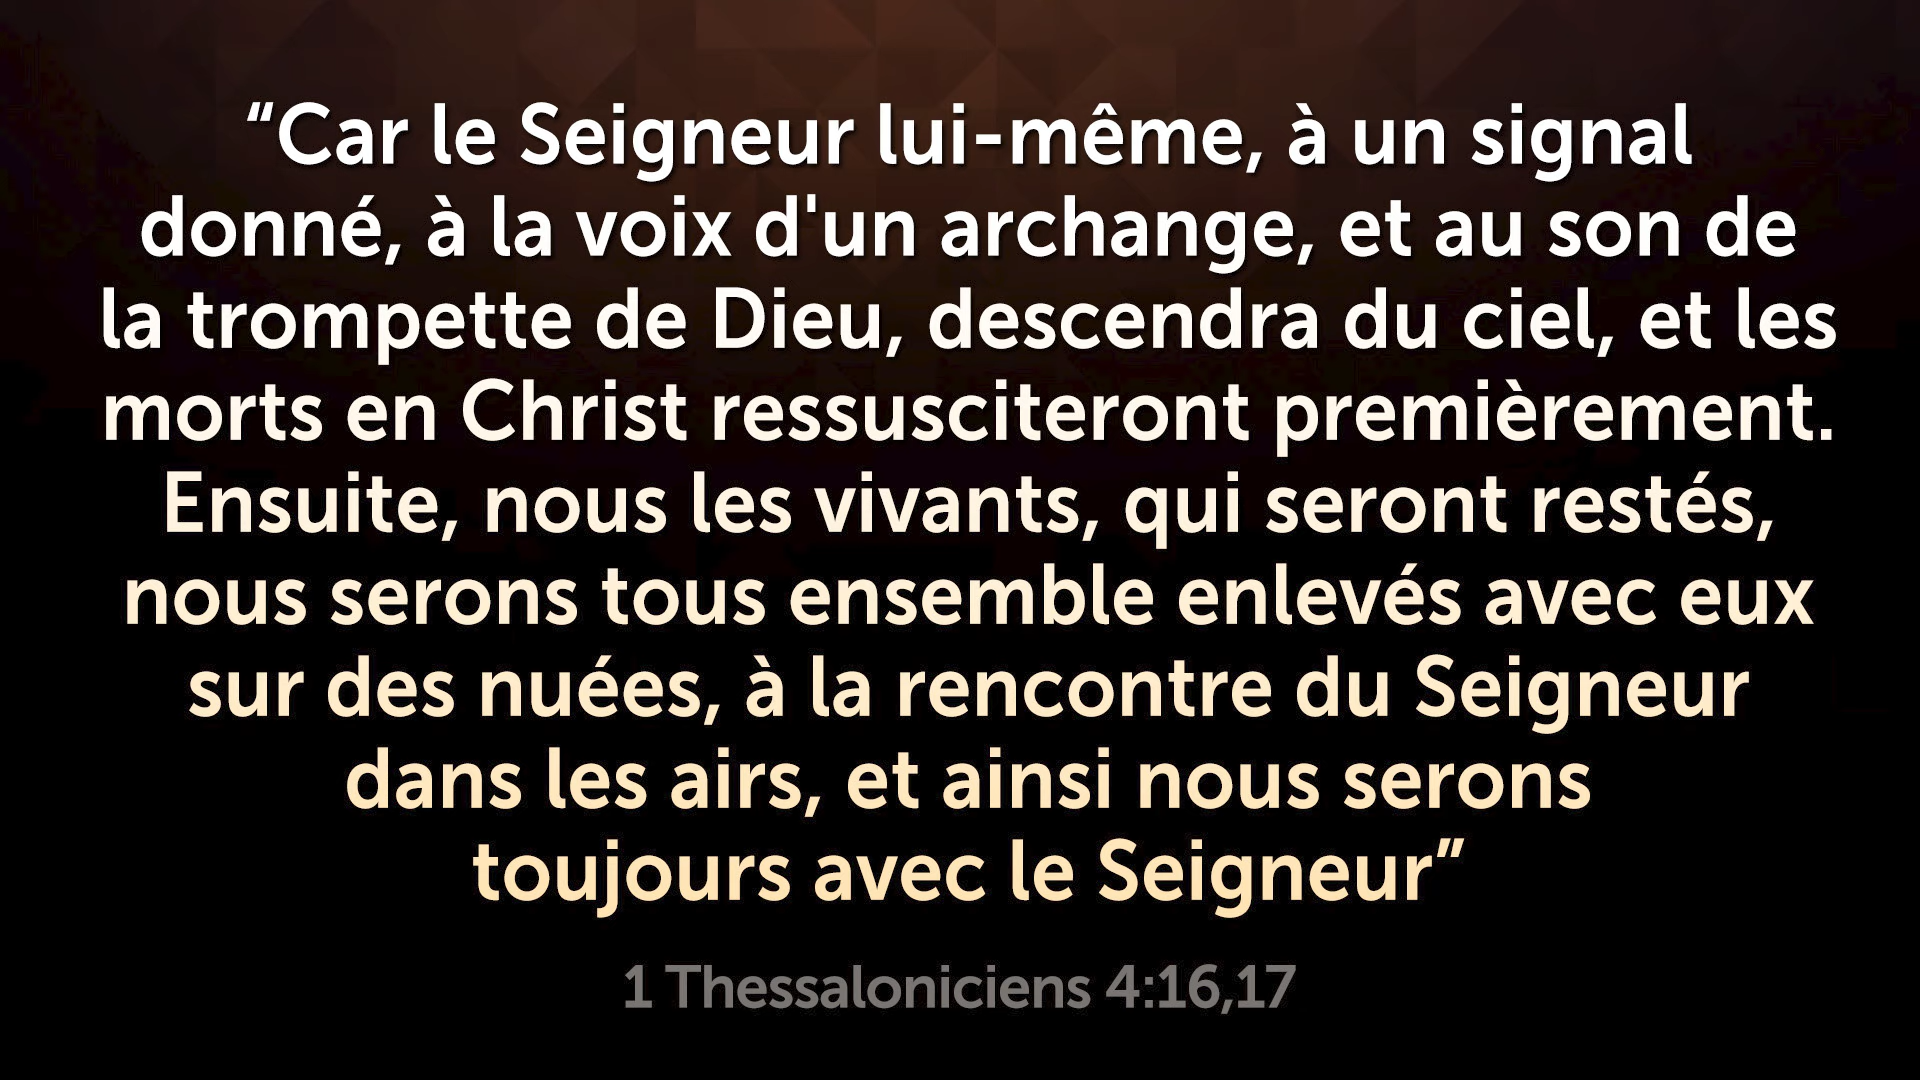 “Car le Seigneur lui-même, à un signal
donné, à la voix d'un archange, et au son de
la trompette de Dieu, descendra du ciel, et les
morts en Christ ressusciteront premièrement.
Ensuite, nous les vivants, qui seront restés,
nous serons tous ensemble enlevés avec eux
sur des nuées, à la rencontre du Seigneur
dans les airs, et ainsi nous serons
toujours avec le Seigneur”
1 Thessaloniciens 4:16,17